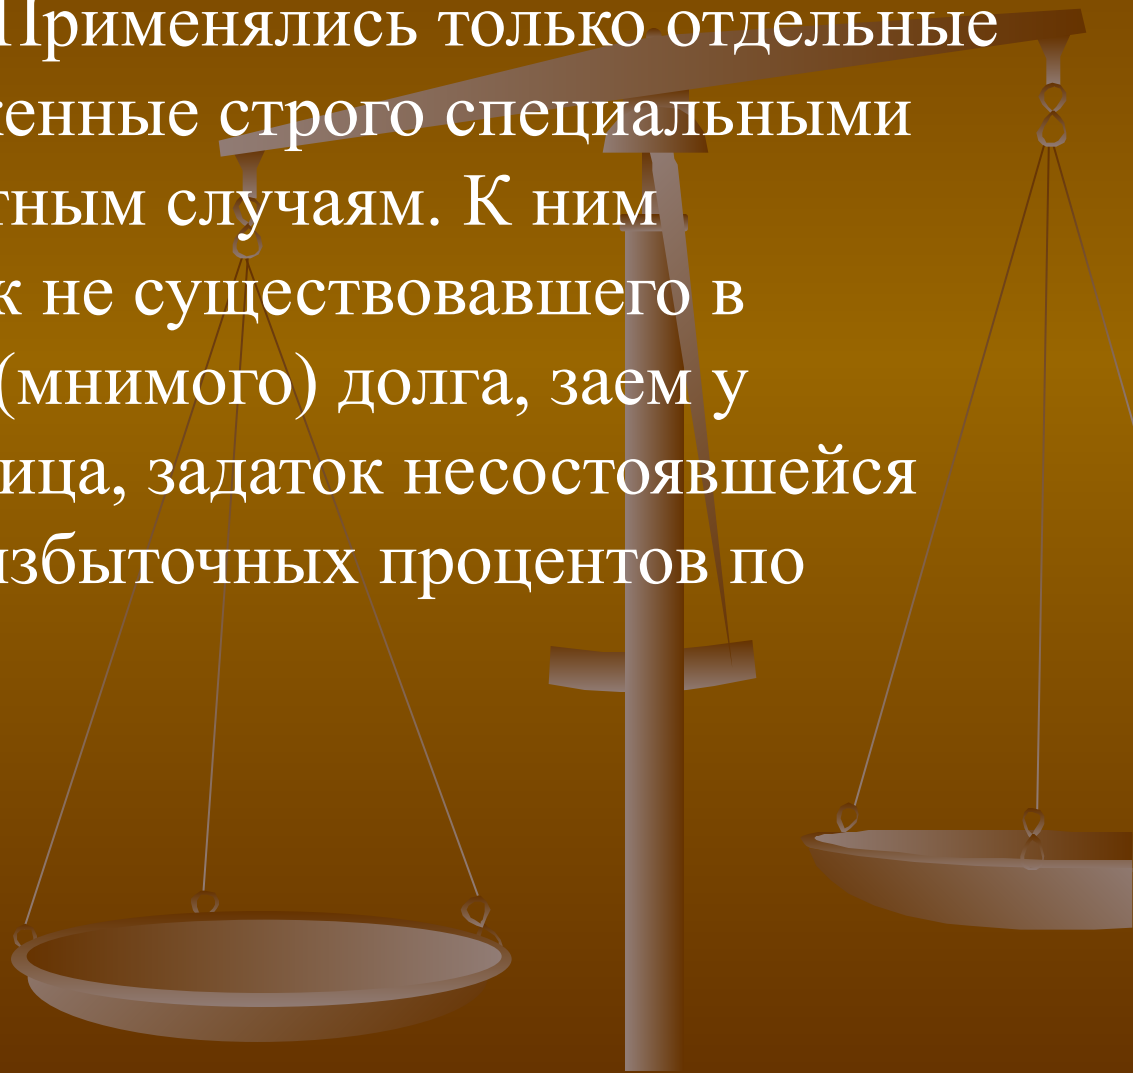 Применялись только отдельные
енные строго специальными
тным случаям. К ним
к не существовавшего в
(мнимого) долга, заем у
ица, задаток несостоявшейся
избыточных процентов по